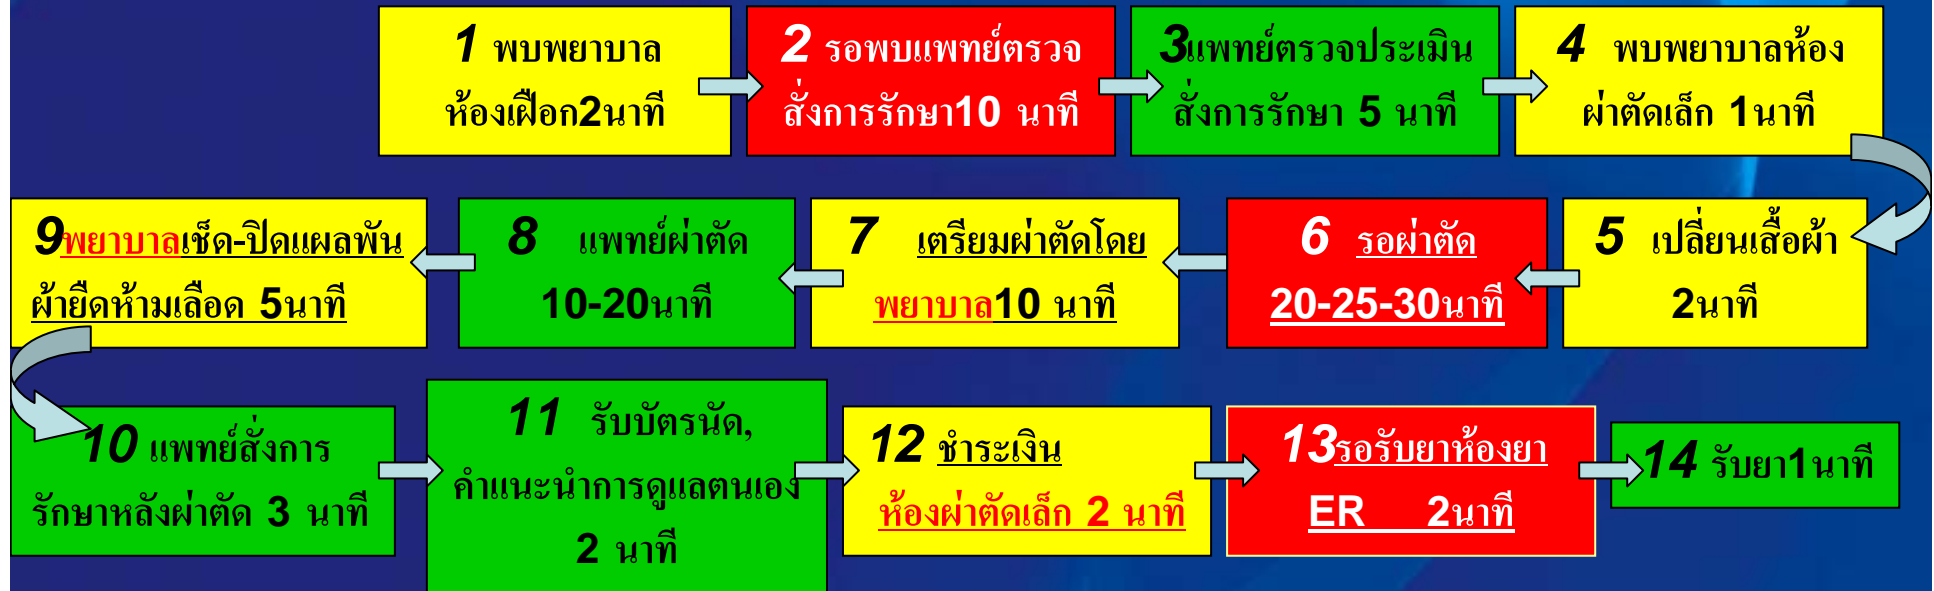 1 พบพยาบาล
ห้องเฝือก2นาที
2 รอพบแพทย์ตรวจ
สั่งการรักษา10 นาที
3แพทย์ตรวจประเมิน
สั่งการรักษา 5 นาที
4 พบพยาบาลห้อง
ผ่าตัดเล็ก 1นาที
5 เปลี่ยนเสื้อผ้า
2นาที
6 รอผ่าตัด
20-25-30นาที
7 เตรียมผ่าตัดโดย
พยาบาล10 นาที
8 แพทย์ผ่าตัด
10-20นาที
9พยาบาลเช็ด-ปิดแผลพัน
ผ้ายืดห้ามเลือด 5นาที
10 แพทย์สั่งการ
รักษาหลังผ่าตัด 3 นาที
11 รับบัตรนัด,
คำแนะนำการดูแลตนเอง
2 นาที
12 ชำระเงิน
ห้องผ่าตัดเล็ก 2 นาที
13รอรับยาห้องยา
ER 2นาที
14 รับยา1นาที